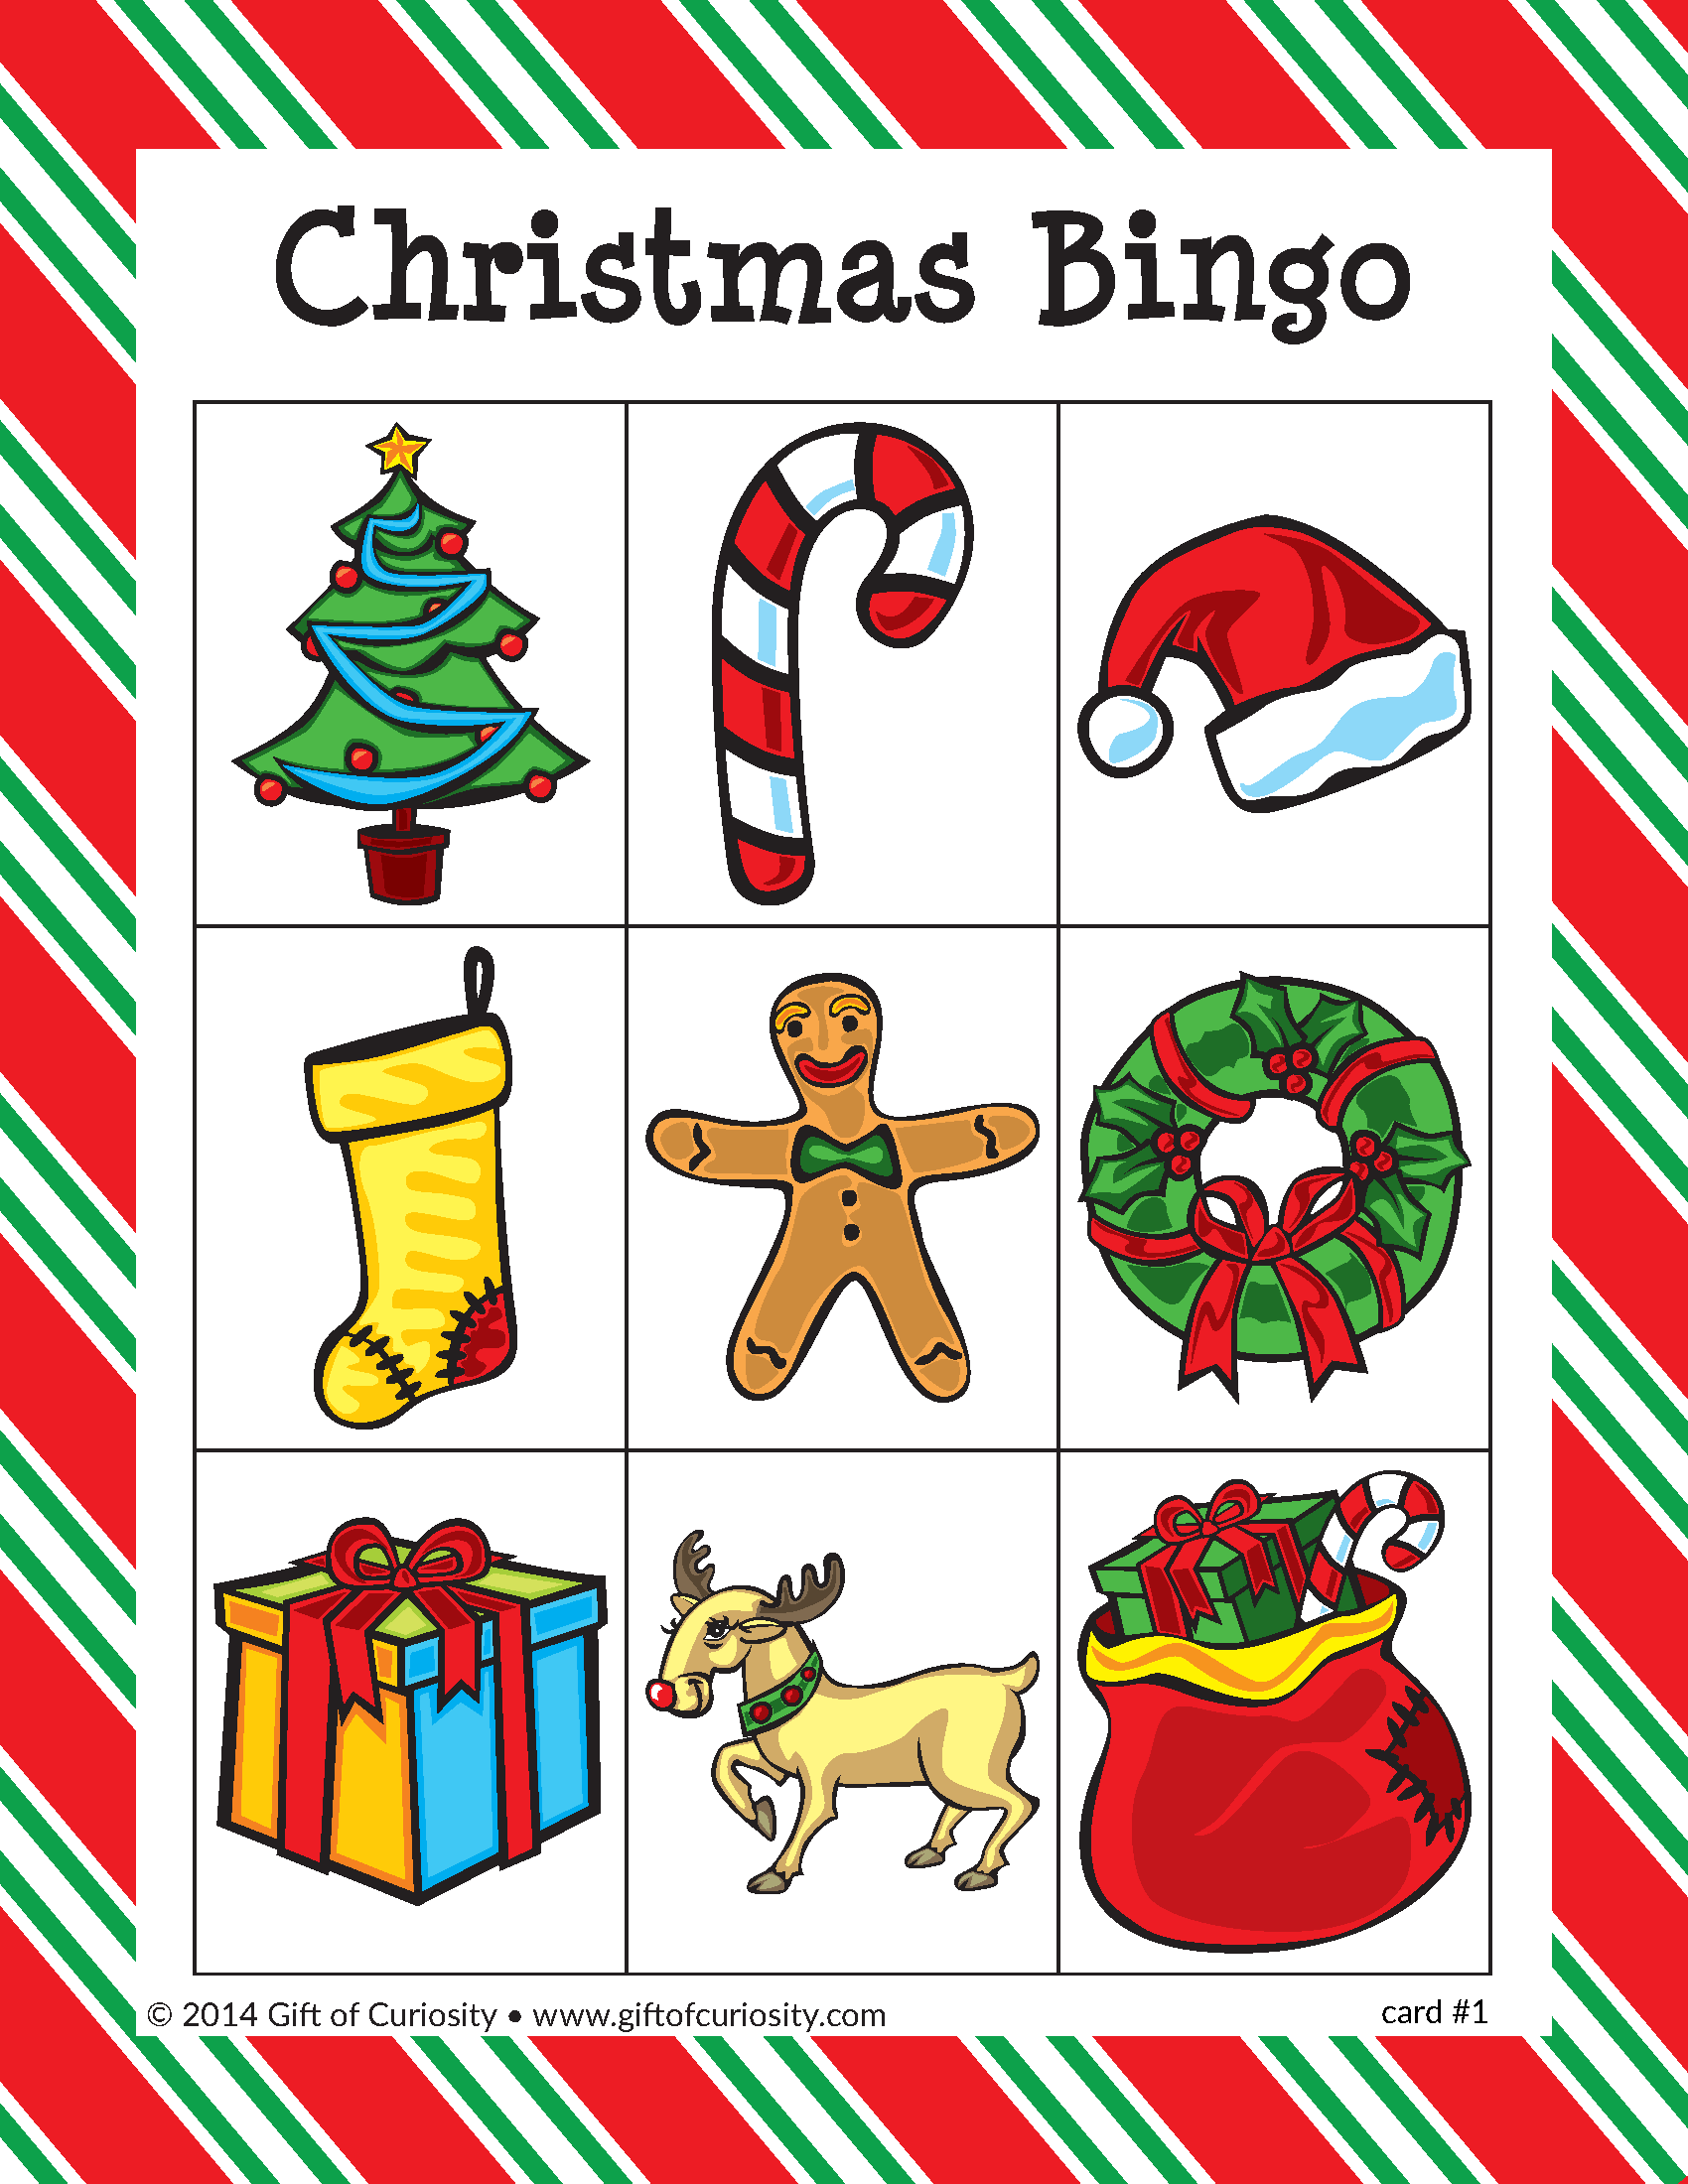 Christmas Bingo
© 2014 Gift of Curiosity • www.giftofcuriosity.com
card #1